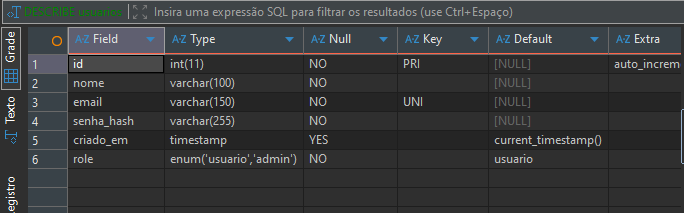 DESCRIBE usuarios Insira uma expressão SQL para filtrar os resultados (use Ctrl+Espaço)
Grade
Texto
egistro
A-Z Field A-Z Type A-Z Null A-Z Key A-Z Default A-Z Extra
1 id int(11) NO PRI [NULL] auto_increm
2 nome varchar(100) NO [NULL]
3 email varchar(150) NO UNI [NULL]
4 senha_hash varchar(255) NO [NULL]
5 criado_em timestamp YES current_timestamp()
6 role enum('usuario','admin') NO usuario